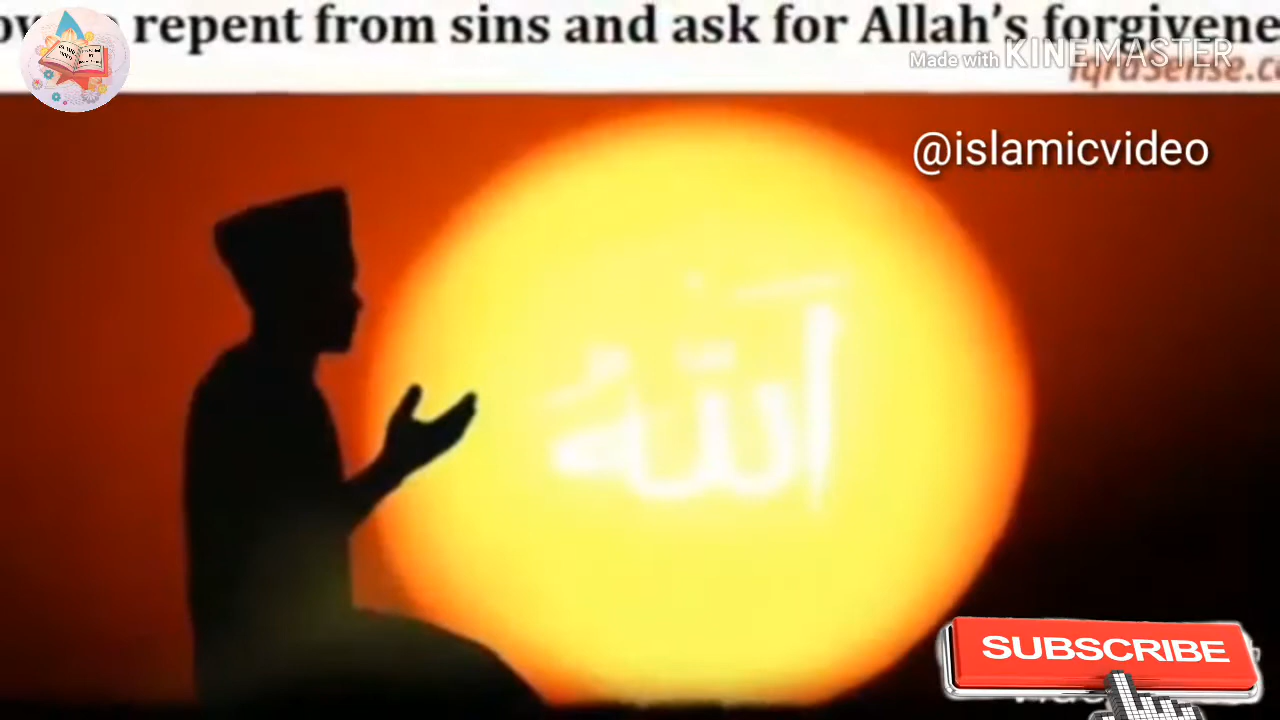 repent from sins and ask for Allah's
Made with KINEMASTER
@islamicvideo
الله
SUBSCRIBE